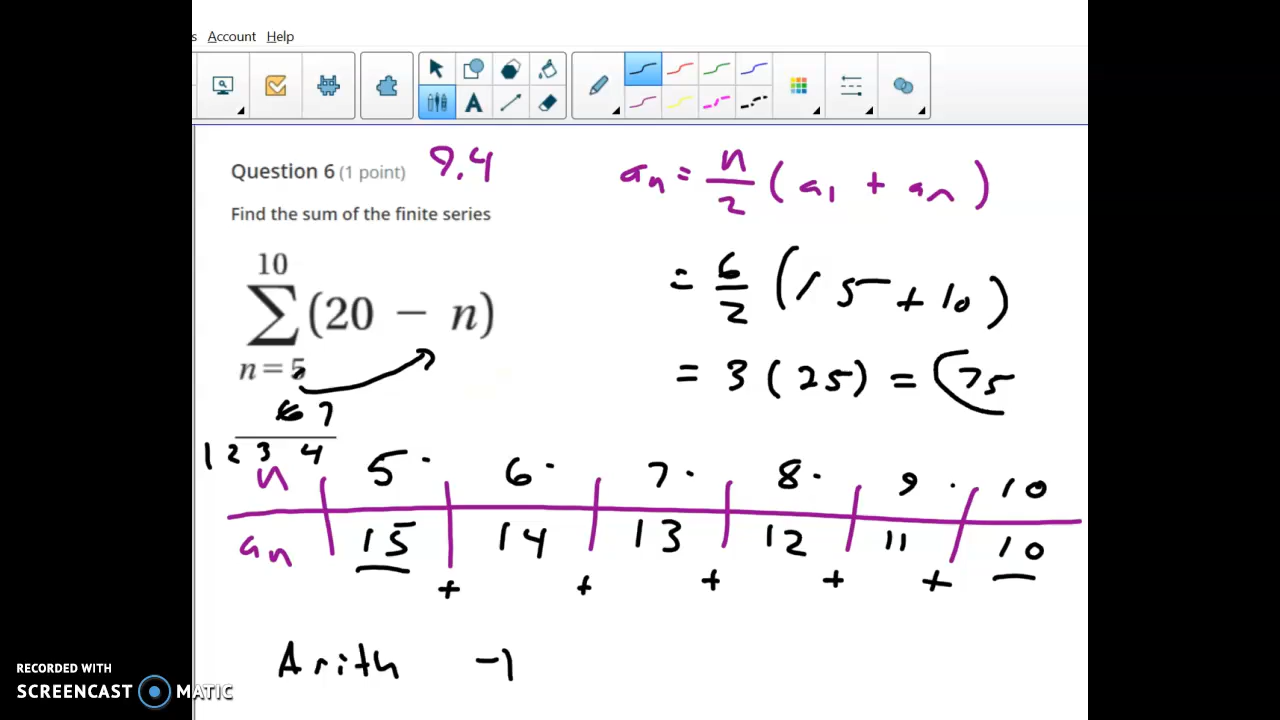 s Account Help
Question 6 (1 point) 9.4
aₙ = n/2 (a₁ + aₙ)
Find the sum of the finite series
10
∑ (20 − n)
n = 5
= 6/2 (15 + 10)
= 3 (25) = 75
6 7
1 2 3 4
n 5 6 7 8 9 10
aₙ 15 14 13 12 11 10
+ + + + +
Arith -1
RECORDED WITH
SCREENCAST MATIC